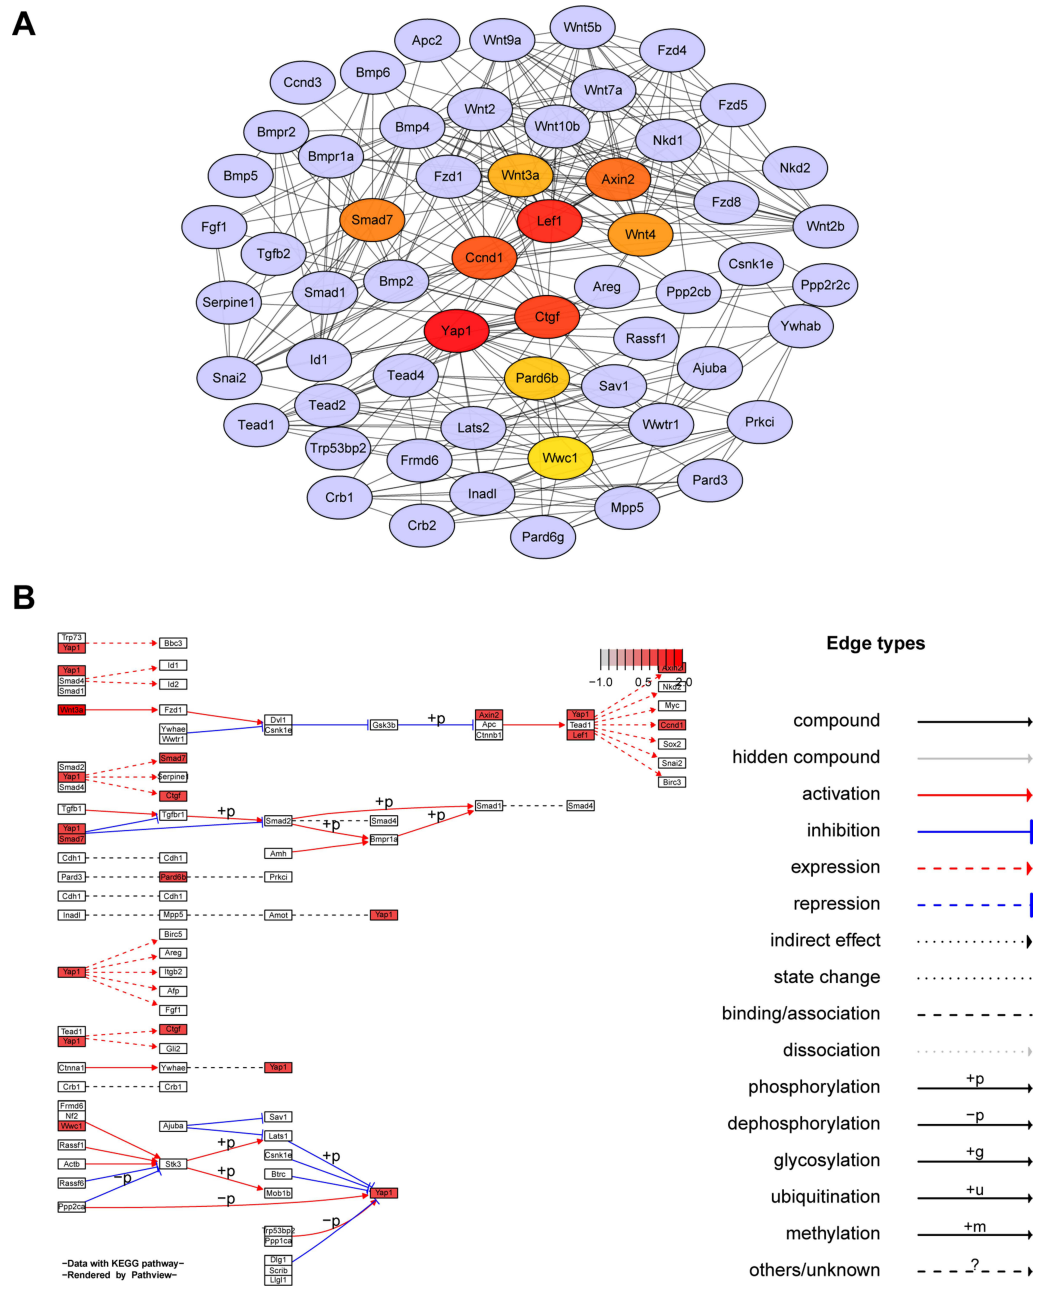 A
Wnt5b
Apc2
Wnt9a
Fzd4
Ccnd3
Bmp6
Wnt7a
Fzd5
Wnt2
Bmpr2
Bmp4
Wnt10b
Nkd1
Bmpr1a
Nkd2
Bmp5
Fzd1
Wnt3a
Axin2
Fzd8
Fgf1
Smad7
Lef1
Wnt4
Wnt2b
Tgfb2
Ccnd1
Csnk1e
Serpine1
Smad1
Bmp2
Areg
Ppp2cb
Ppp2r2c
Yap1
Ctgf
Rassf1
Ywhab
Id1
Snai2
Tead4
Pard6b
Sav1
Ajuba
Tead2
Tead1
Lats2
Wwtr1
Prkci
Trp53bp2
Frmd6
Wwc1
Crb1
Inadl
Pard3
Crb2
Mpp5
Pard6g
B
Trp73
Yap1
Bbc3
Yap1
Smad4
Smad1
Id1
Id2
Wnt3a
Fzd1
Ywhae
Wwtr1
Dvl1
Csnk1e
Gsk3b
+p
Axin2
Apc
Ctnnb1
Yap1
Tead1
Lef1
−1.0 0.5 2.0
Axin2
Nkd2
Myc
Ccnd1
Sox2
Snai2
Birc3
Smad2
Yap1
Smad4
Smad7
Serpine1
Ctgf
Tgfb1
Yap1
Smad7
Tgfbr1
+p
Smad2
+p
+p
Smad4
Bmpr1a
+p
Smad1
Smad4
Amh
Cdh1
Cdh1
Pard3
Pard6b
Prkci
Cdh1
Cdh1
Inadl
Mpp5
Amot
Yap1
Yap1
Birc5
Areg
Itgb2
Afp
Fgf1
Tead1
Yap1
Ctgf
Gli2
Ctnna1
Ywhae
Yap1
Crb1
Crb1
Frmd6
Nf2
Wwc1
Rassf1
Actb
Rassf6
Ppp2ca
Ajuba
Stk3
−p
+p
+p
−p
Sav1
Lats1
Csnk1e
Btrc
Mob1b
+p
Yap1
Trp53bp2
Ppp1ca
−p
Dlg1
Scrib
Llgl1
−Data with KEGG pathway−
−Rendered by Pathview−
Edge types
compound
hidden compound
activation
inhibition
expression
repression
indirect effect
state change
binding/association
dissociation
phosphorylation +p
dephosphorylation −p
glycosylation +g
ubiquitination +u
methylation +m
others/unknown ?